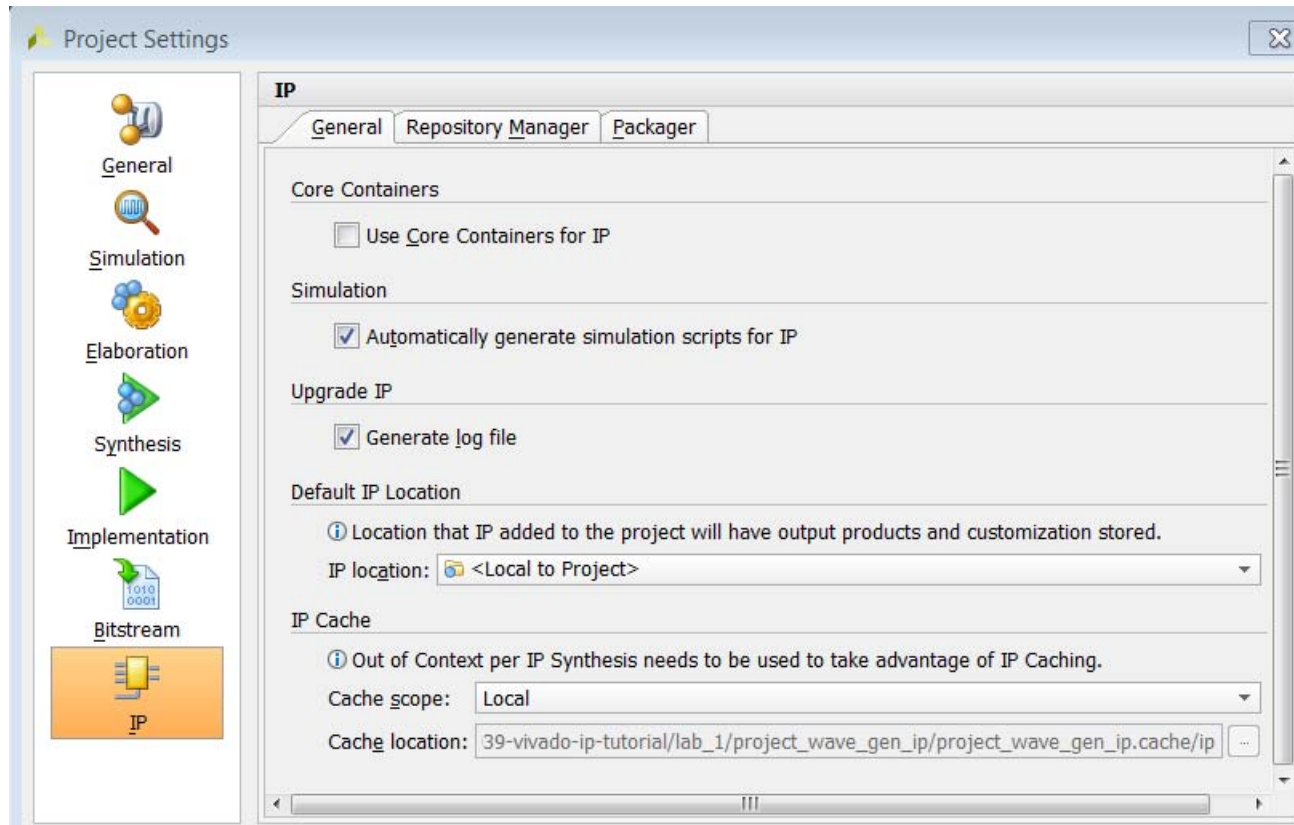 Project Settings
General
Simulation
Elaboration
Synthesis
Implementation
1010
0001
Bitstream
IP
IP
General
Repository Manager
Packager
Core Containers
Use Core Containers for IP
Simulation
Automatically generate simulation scripts for IP
Upgrade IP
Generate log file
Default IP Location
Location that IP added to the project will have output products and customization stored.
IP location: <Local to Project>
IP Cache
Out of Context per IP Synthesis needs to be used to take advantage of IP Caching.
Cache scope: Local
Cache location: 39-vivado-ip-tutorial/lab_1/project_wave_gen_ip/project_wave_gen_ip.cache/ip ...